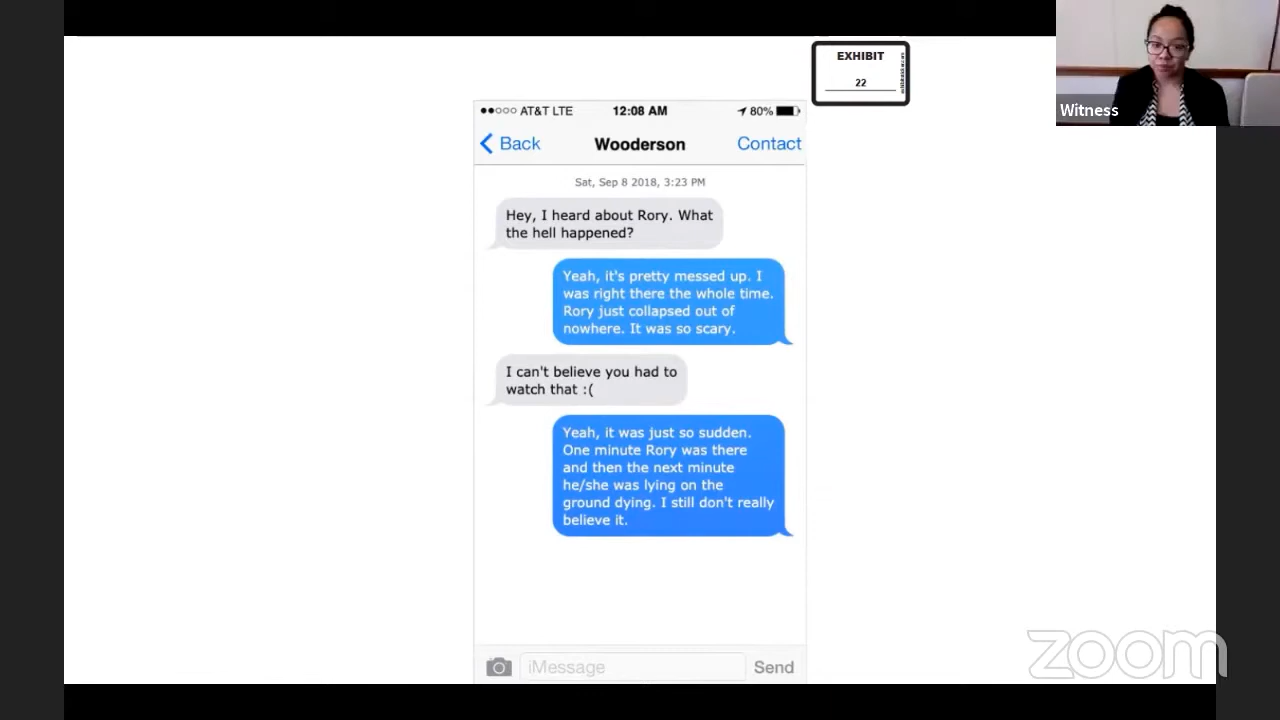 EXHIBIT
22
Witness
AT&T LTE 12:08 AM 80%
Back Wooderson Contact
Sat, Sep 8 2018, 3:23 PM
Hey, I heard about Rory. What
the hell happened?
Yeah, it's pretty messed up. I
was right there the whole time.
Rory just collapsed out of
nowhere. It was so scary.
I can't believe you had to
watch that :(
Yeah, it was just so sudden.
One minute Rory was there
and then the next minute
he/she was lying on the
ground dying. I still don't really
believe it.
iMessage Send
zoom